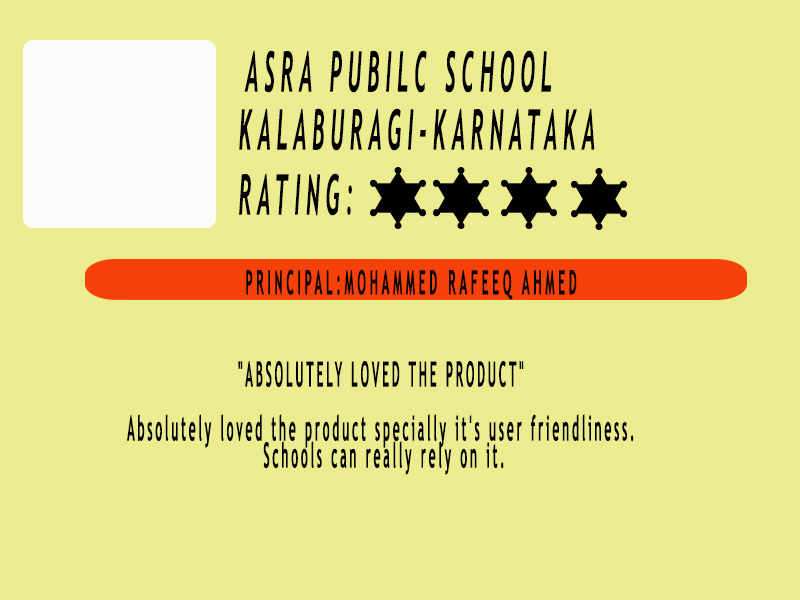 ASRA PUBILC SCHOOL
KALABURAGI-KARNATAKA
RATING:
PRINCIPAL:MOHAMMED RAFEEQ AHMED
"ABSOLUTELY LOVED THE PRODUCT"
Absolutely loved the product specially it's user friendliness.
Schools can really rely on it.